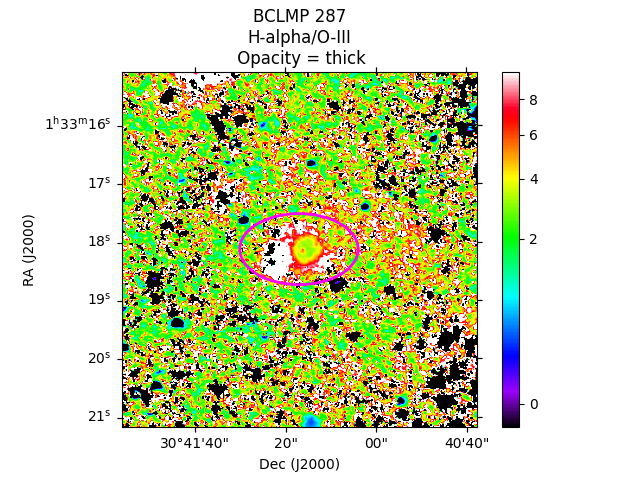 BCLMP 287
H-alpha/O-III
Opacity = thick
1ʰ33ᵐ16ˢ
17ˢ
18ˢ
19ˢ
20ˢ
21ˢ
RA (J2000)
30°41'40" 20" 00" 40'40"
Dec (J2000)
8
6
4
2
0